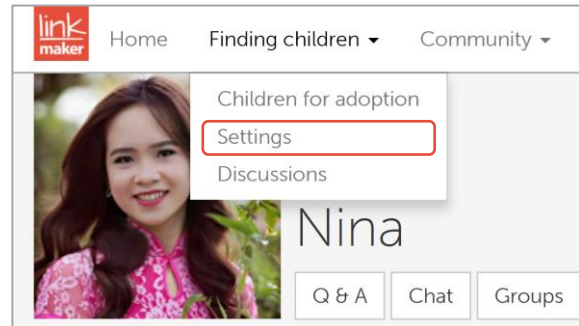 link
maker
Home Finding children ▾ Community ▾
Children for adoption
Settings
Discussions
Nina
Q & A Chat Groups